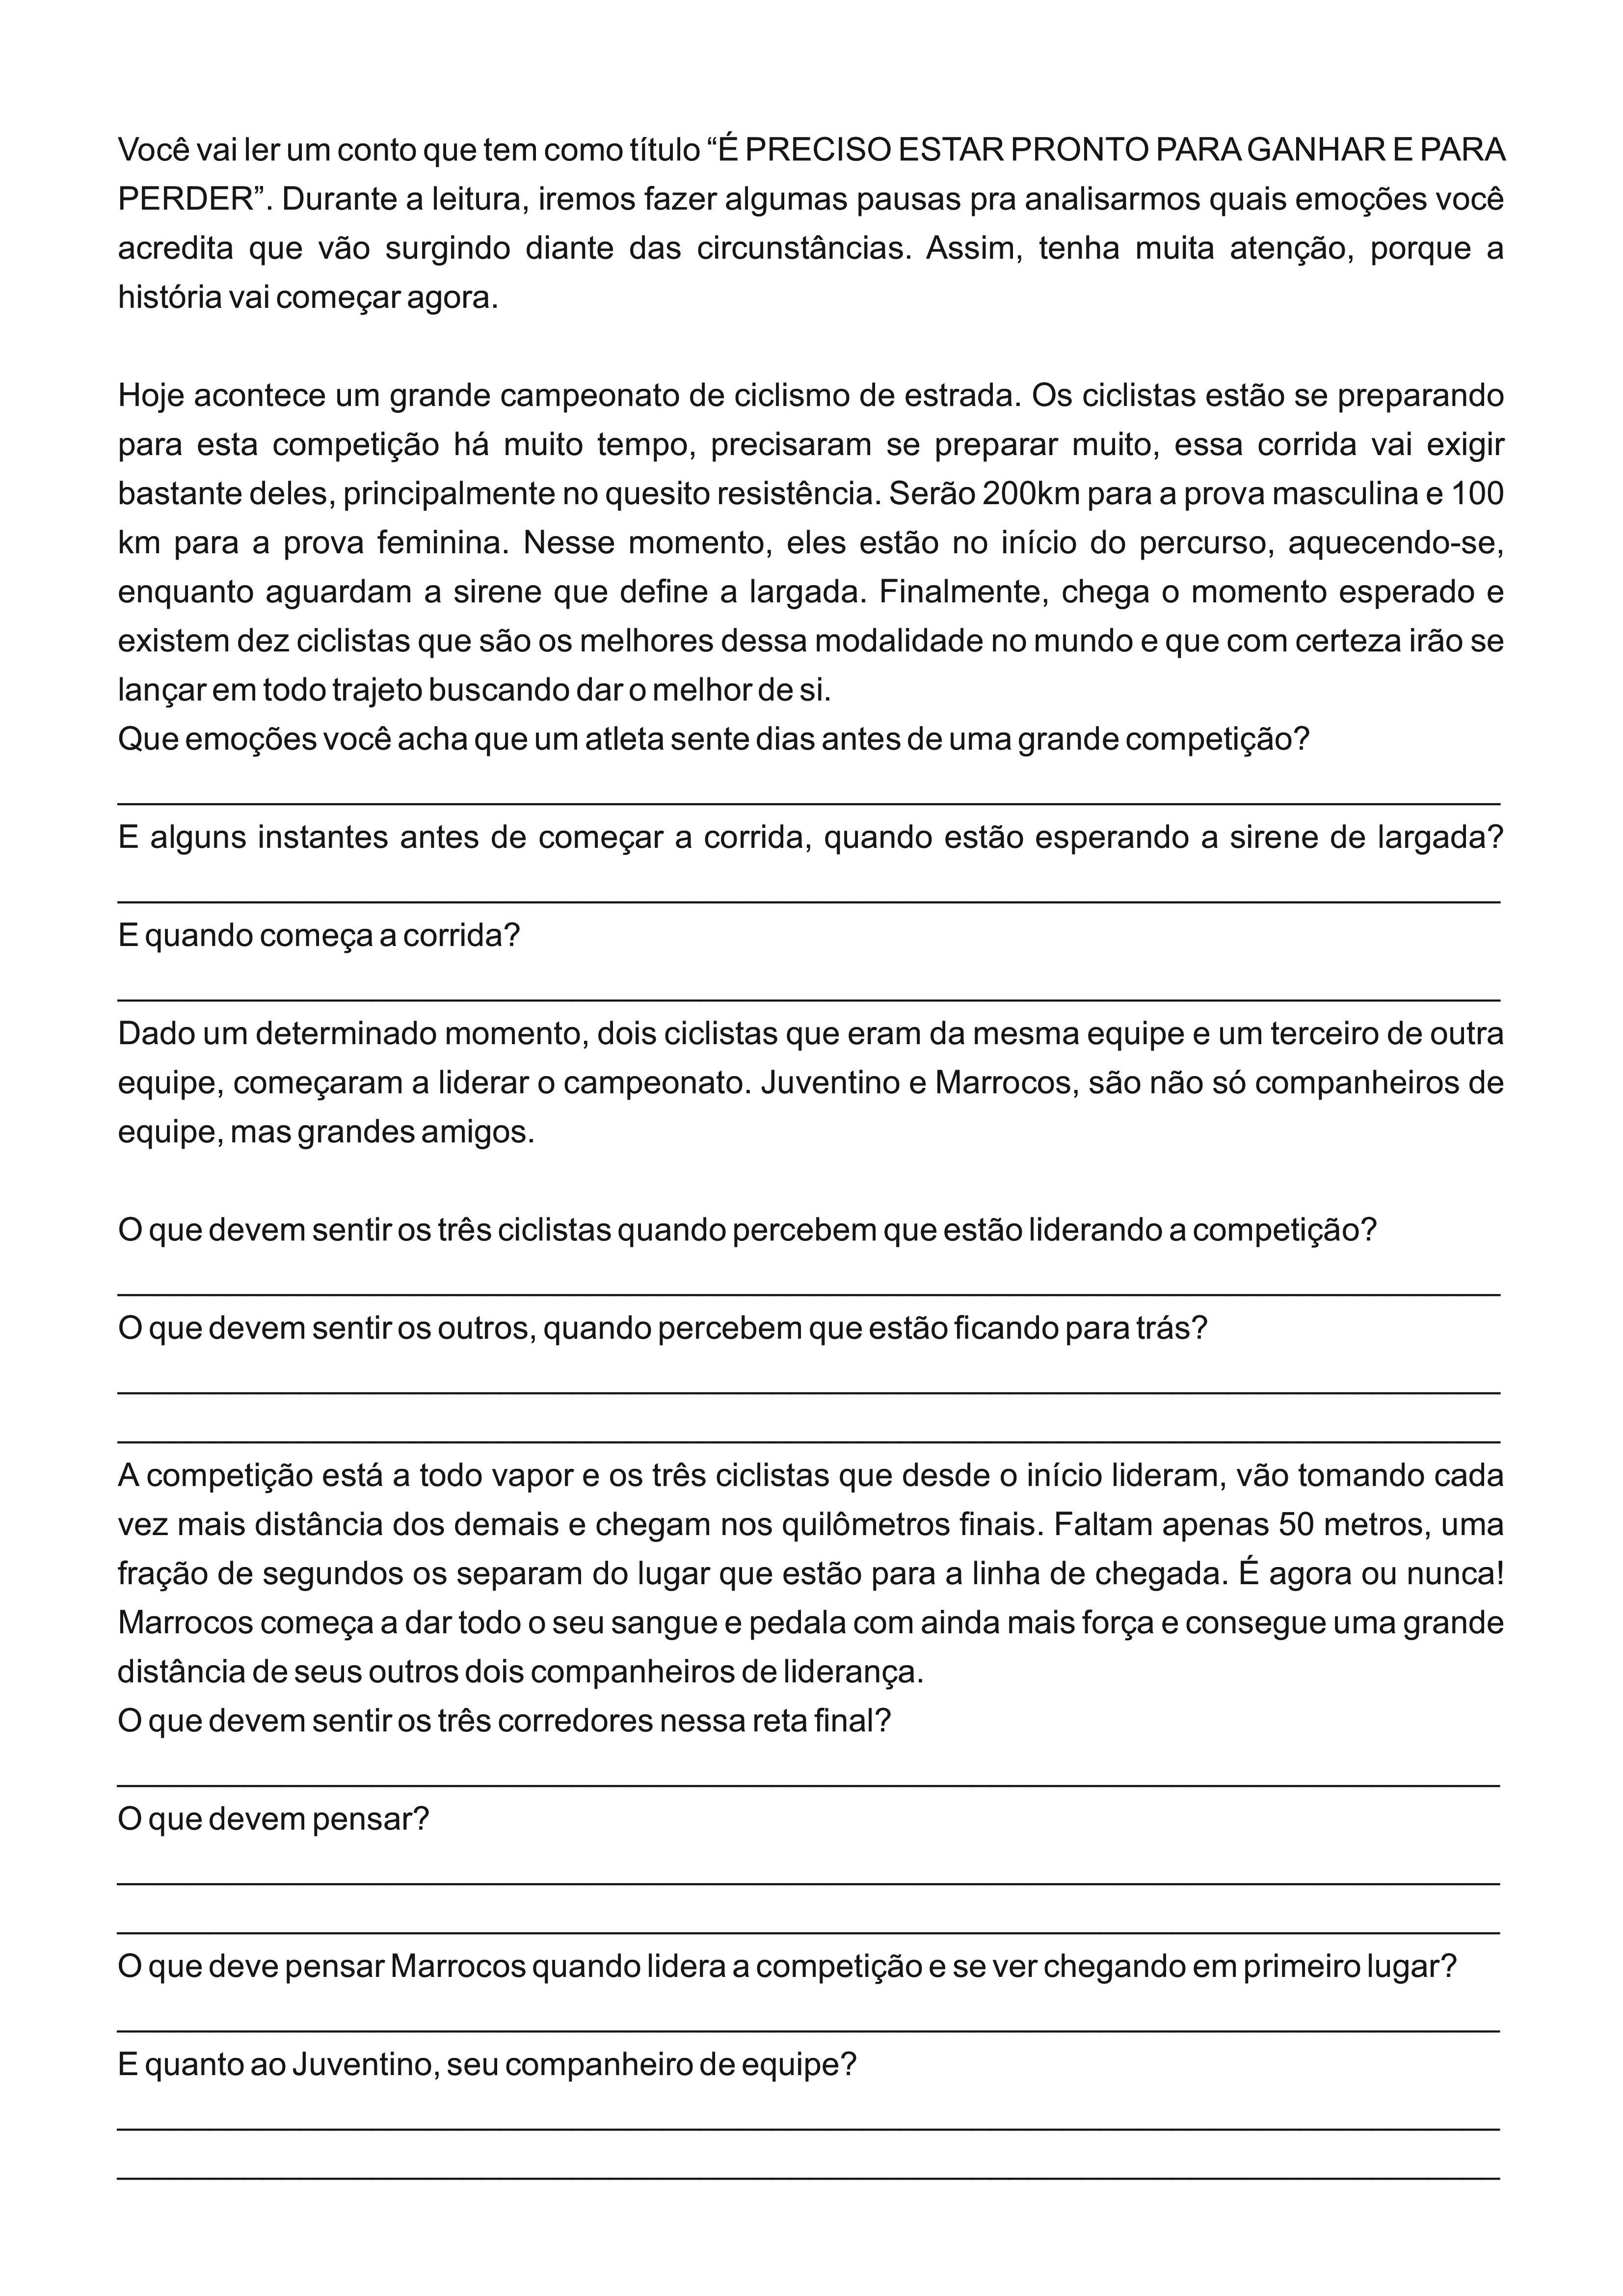 Você vai ler um conto que tem como título “É PRECISO ESTAR PRONTO PARA GANHAR E PARA
PERDER”. Durante a leitura, iremos fazer algumas pausas pra analisarmos quais emoções você
acredita que vão surgindo diante das circunstâncias. Assim, tenha muita atenção, porque a
história vai começar agora.
Hoje acontece um grande campeonato de ciclismo de estrada. Os ciclistas estão se preparando
para esta competição há muito tempo, precisaram se preparar muito, essa corrida vai exigir
bastante deles, principalmente no quesito resistência. Serão 200km para a prova masculina e 100
km para a prova feminina. Nesse momento, eles estão no início do percurso, aquecendo-se,
enquanto aguardam a sirene que define a largada. Finalmente, chega o momento esperado e
existem dez ciclistas que são os melhores dessa modalidade no mundo e que com certeza irão se
lançar em todo trajeto buscando dar o melhor de si.
Que emoções você acha que um atleta sente dias antes de uma grande competição?
E alguns instantes antes de começar a corrida, quando estão esperando a sirene de largada?
E quando começa a corrida?
Dado um determinado momento, dois ciclistas que eram da mesma equipe e um terceiro de outra
equipe, começaram a liderar o campeonato. Juventino e Marrocos, são não só companheiros de
equipe, mas grandes amigos.
O que devem sentir os três ciclistas quando percebem que estão liderando a competição?
O que devem sentir os outros, quando percebem que estão ficando para trás?
A competição está a todo vapor e os três ciclistas que desde o início lideram, vão tomando cada
vez mais distância dos demais e chegam nos quilômetros finais. Faltam apenas 50 metros, uma
fração de segundos os separam do lugar que estão para a linha de chegada. É agora ou nunca!
Marrocos começa a dar todo o seu sangue e pedala com ainda mais força e consegue uma grande
distância de seus outros dois companheiros de liderança.
O que devem sentir os três corredores nessa reta final?
O que devem pensar?
O que deve pensar Marrocos quando lidera a competição e se ver chegando em primeiro lugar?
E quanto ao Juventino, seu companheiro de equipe?